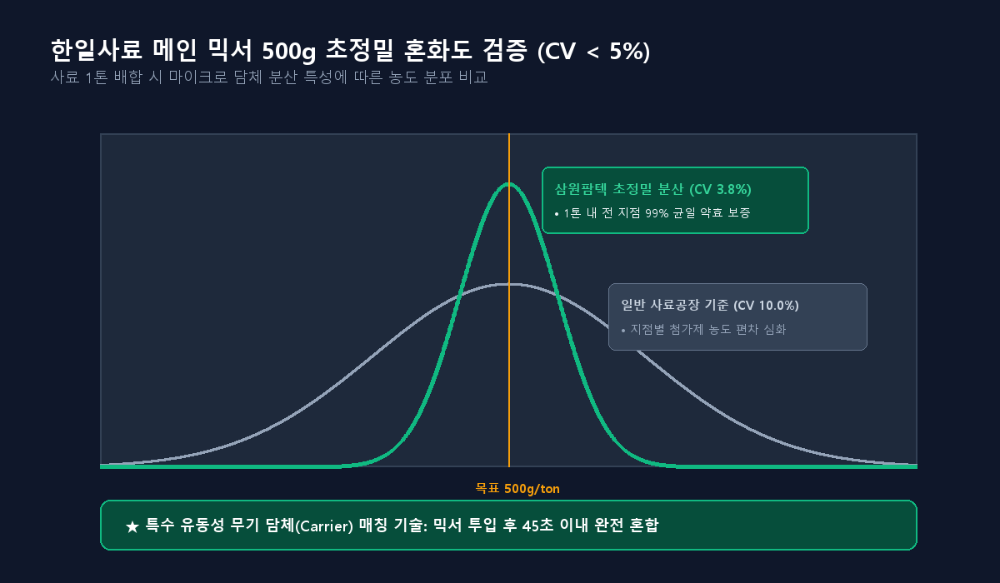 한일사료 메인 믹서 500g 초정밀 혼화도 검증 (CV < 5%)
사료 1톤 배합 시 마이크로 담체 분산 특성에 따른 농도 분포 비교
삼원팜텍 초정밀 분산 (CV 3.8%)
• 1톤 내 전 지점 99% 균일 약효 보증
일반 사료공장 기준 (CV 10.0%)
• 지점별 첨가제 농도 편차 심화
목표 500g/ton
★ 특수 유동성 무기 담체(Carrier) 매칭 기술: 믹서 투입 후 45초 이내 완전 혼합